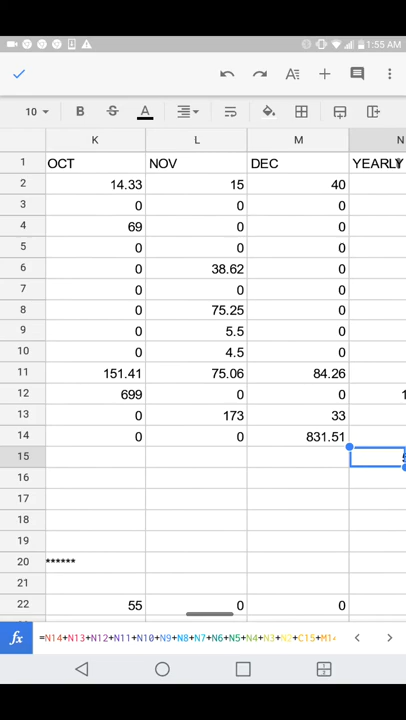 1:55 AM
10 B S A
K L M N
1 OCT NOV DEC YEARLY
2 14.33 15 40
3 0 0 0
4 69 0 0
5 0 0 0
6 0 38.62 0
7 0 0 0
8 0 75.25 0
9 0 5.5 0
10 0 4.5 0
11 151.41 75.06 84.26
12 699 0 0 1
13 0 173 33
14 0 0 831.51
15
16
17
18
19
20 ******
21
22 55 0 0
fx =N14+N13+N12+N11+N10+N9+N8+N7+N6+N5+N4+N3+N2+C15+M14